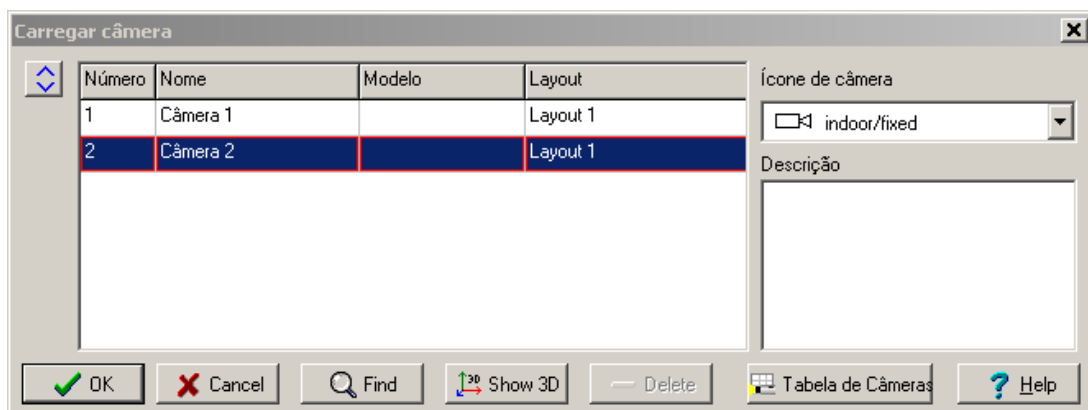 Carregar câmera
Número Nome Modelo Layout
1 Câmera 1 Layout 1
2 Câmera 2 Layout 1
Ícone de câmera
indoor/fixed
Descrição
OK Cancel Find 3D Show 3D Delete Tabela de Câmeras ? Help